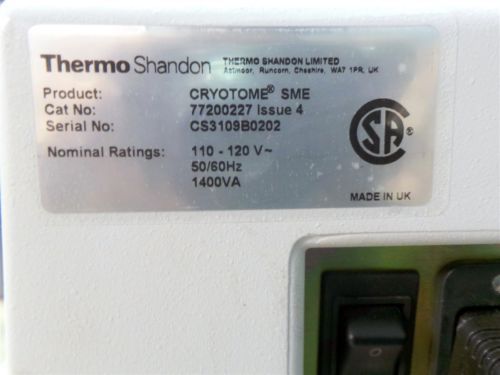 Thermo Shandon THERMO SHANDON LIMITED
Astmoor, Runcorn, Cheshire, WA7 1PR, UK
Product: CRYOTOME® SME
Cat No: 77200227 Issue 4
Serial No: CS3109B0202
Nominal Ratings: 110 - 120 V~
50/60Hz
1400VA
SA ®
MADE IN UK